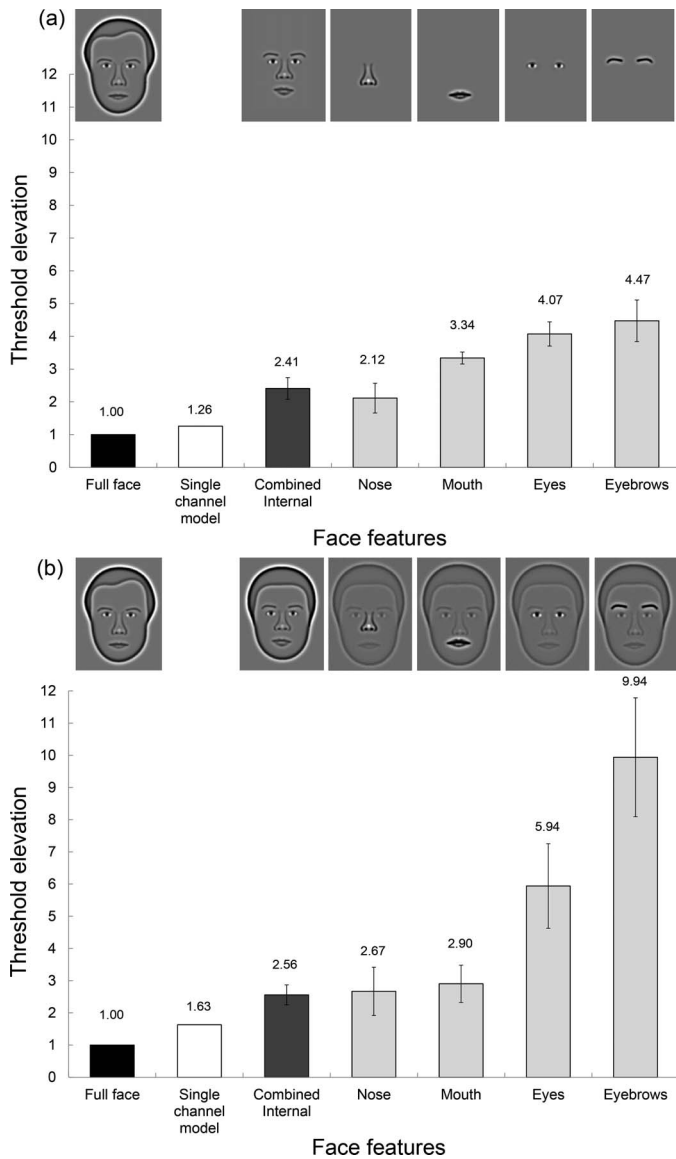 (a)
12
11
10
9
8
7
6
5
4
3
2
1
0
Threshold elevation
1.00
1.26
2.41
2.12
3.34
4.07
4.47
Full face
Single
channel
model
Combined
Internal
Nose
Mouth
Eyes
Eyebrows
Face features
(b)
12
11
10
9
8
7
6
5
4
3
2
1
0
Threshold elevation
1.00
1.63
2.56
2.67
2.90
5.94
9.94
Full face
Single
channel
model
Combined
Internal
Nose
Mouth
Eyes
Eyebrows
Face features